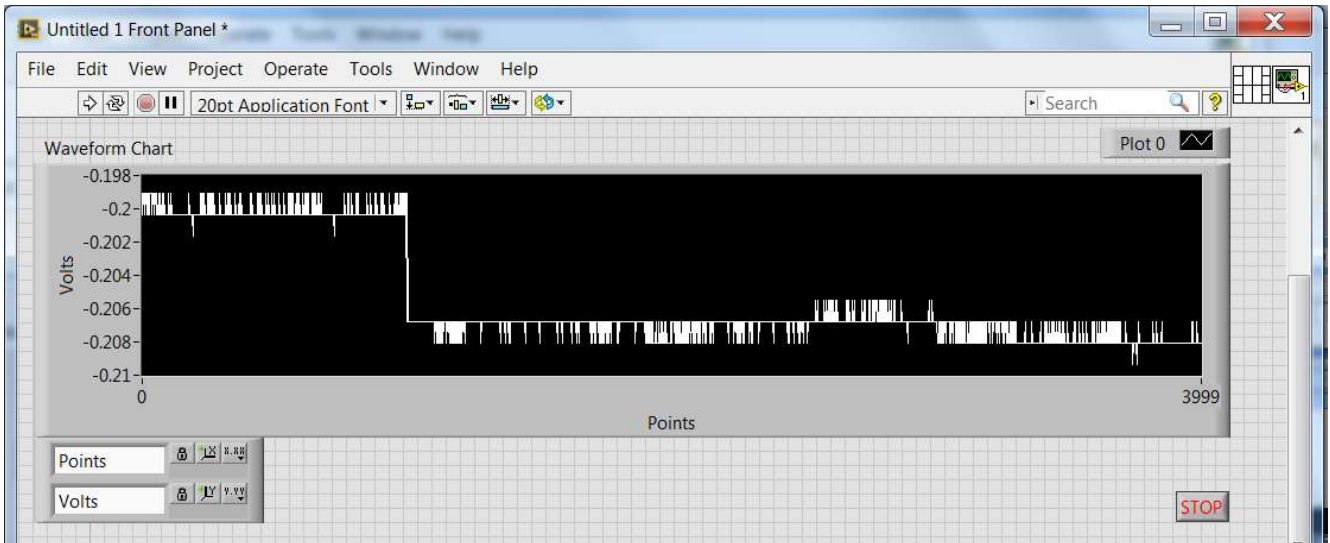 Untitled 1 Front Panel *
File Edit View Project Operate Tools Window Help
20pt Application Font
Search
1
Waveform Chart
Plot 0
-0.198
-0.2
-0.202
-0.204
-0.206
-0.208
-0.21
Volts
0
3999
Points
Points
Volts
STOP